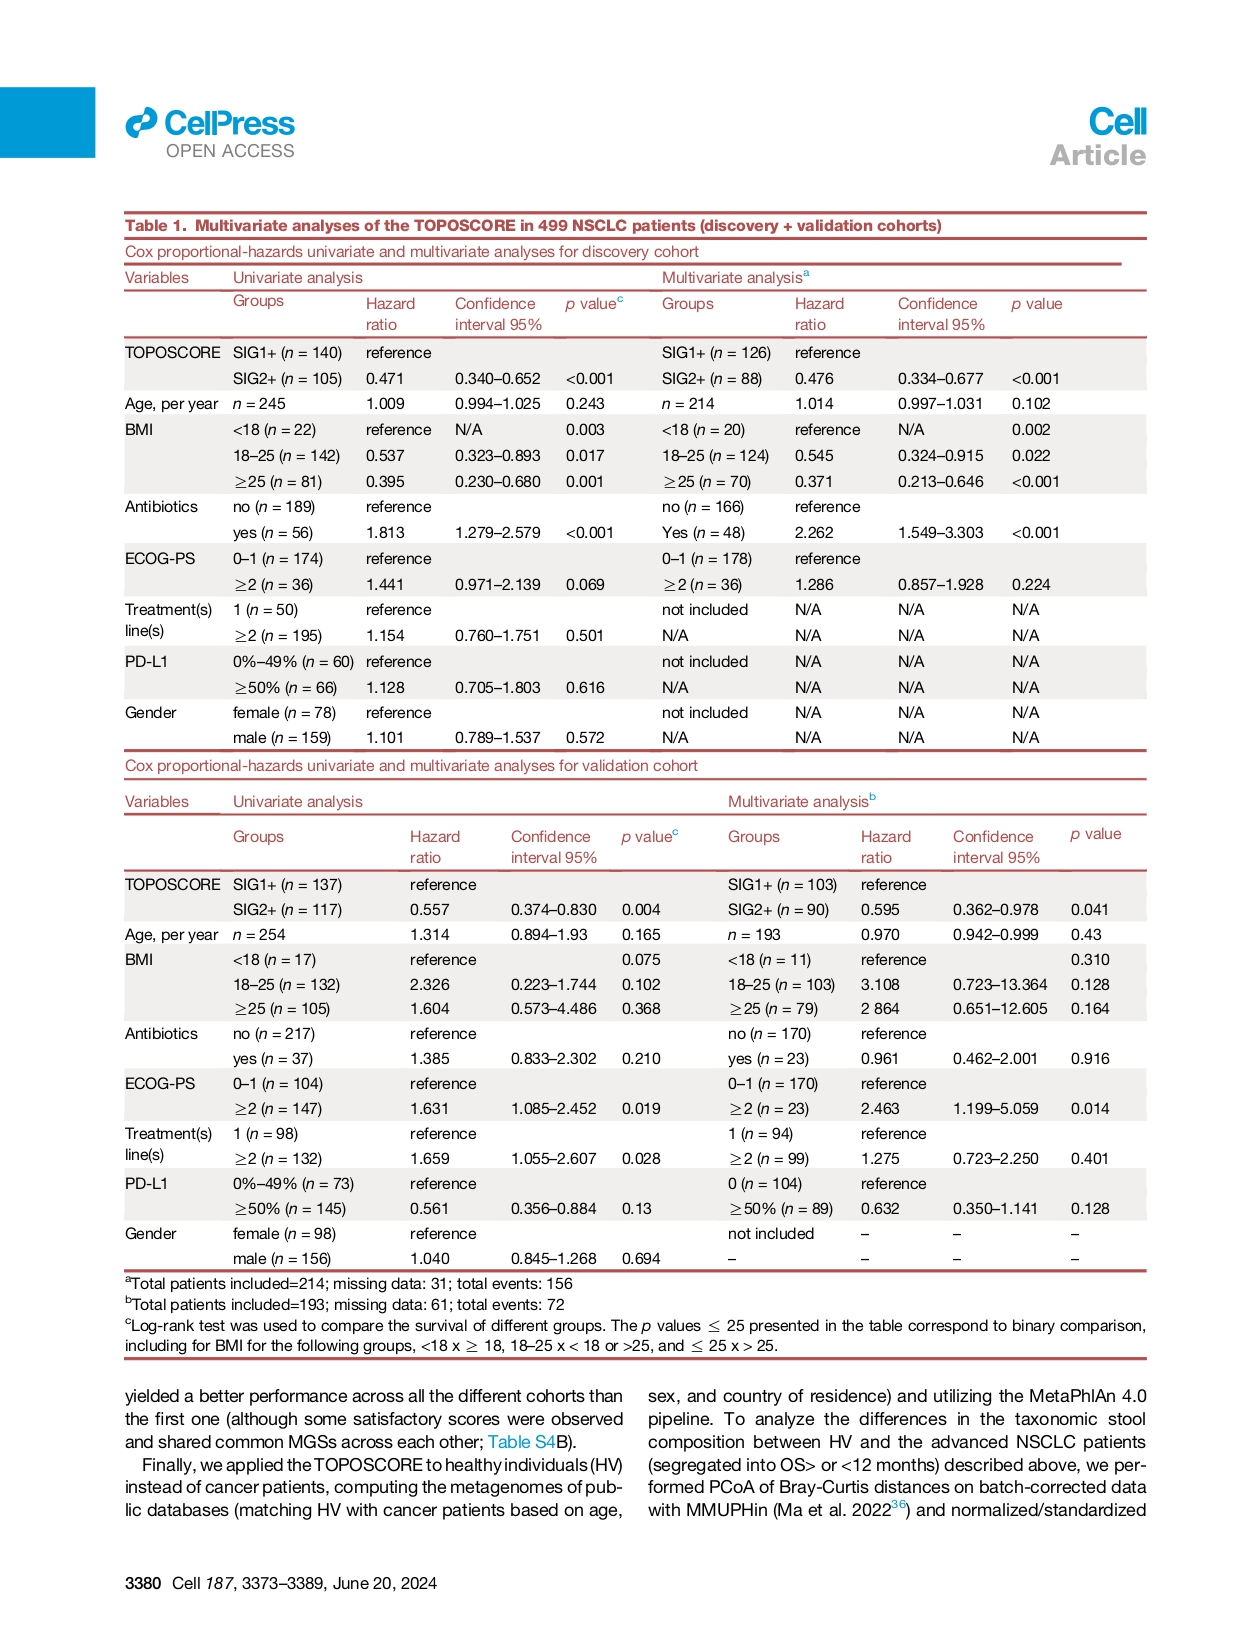 CellPress
OPEN ACCESS
Cell
Article
Table 1. Multivariate analyses of the TOPOSCORE in 499 NSCLC patients (discovery + validation cohorts)
Cox proportional-hazards univariate and multivariate analyses for discovery cohort
Variables Univariate analysis Multivariate analysisᵃ
Groups Hazard ratio Confidence interval 95% p valueᶜ Groups Hazard ratio Confidence interval 95% p value
TOPOSCORE SIG1+ (n = 140) reference SIG1+ (n = 126) reference
SIG2+ (n = 105) 0.471 0.340–0.652 <0.001 SIG2+ (n = 88) 0.476 0.334–0.677 <0.001
Age, per year n = 245 1.009 0.994–1.025 0.243 n = 214 1.014 0.997–1.031 0.102
BMI <18 (n = 22) reference N/A 0.003 <18 (n = 20) reference N/A 0.002
18–25 (n = 142) 0.537 0.323–0.893 0.017 18–25 (n = 124) 0.545 0.324–0.915 0.022
≥25 (n = 81) 0.395 0.230–0.680 0.001 ≥25 (n = 70) 0.371 0.213–0.646 <0.001
Antibiotics no (n = 189) reference no (n = 166) reference
yes (n = 56) 1.813 1.279–2.579 <0.001 Yes (n = 48) 2.262 1.549–3.303 <0.001
ECOG-PS 0–1 (n = 174) reference 0–1 (n = 178) reference
≥2 (n = 36) 1.441 0.971–2.139 0.069 ≥2 (n = 36) 1.286 0.857–1.928 0.224
Treatment(s) line(s) 1 (n = 50) reference not included N/A N/A N/A
≥2 (n = 195) 1.154 0.760–1.751 0.501 N/A N/A N/A N/A
PD-L1 0%–49% (n = 60) reference not included N/A N/A N/A
≥50% (n = 66) 1.128 0.705–1.803 0.616 N/A N/A N/A N/A
Gender female (n = 78) reference not included N/A N/A N/A
male (n = 159) 1.101 0.789–1.537 0.572 N/A N/A N/A N/A
Cox proportional-hazards univariate and multivariate analyses for validation cohort
Variables Univariate analysis Multivariate analysisᵇ
Groups Hazard ratio Confidence interval 95% p valueᶜ Groups Hazard ratio Confidence interval 95% p value
TOPOSCORE SIG1+ (n = 137) reference SIG1+ (n = 103) reference
SIG2+ (n = 117) 0.557 0.374–0.830 0.004 SIG2+ (n = 90) 0.595 0.362–0.978 0.041
Age, per year n = 254 1.314 0.894–1.93 0.165 n = 193 0.970 0.942–0.999 0.43
BMI <18 (n = 17) reference 0.075 <18 (n = 11) reference 0.310
18–25 (n = 132) 2.326 0.223–1.744 0.102 18–25 (n = 103) 3.108 0.723–13.364 0.128
≥25 (n = 105) 1.604 0.573–4.486 0.368 ≥25 (n = 79) 2 864 0.651–12.605 0.164
Antibiotics no (n = 217) reference no (n = 170) reference
yes (n = 37) 1.385 0.833–2.302 0.210 yes (n = 23) 0.961 0.462–2.001 0.916
ECOG-PS 0–1 (n = 104) reference 0–1 (n = 170) reference
≥2 (n = 147) 1.631 1.085–2.452 0.019 ≥2 (n = 23) 2.463 1.199–5.059 0.014
Treatment(s) line(s) 1 (n = 98) reference 1 (n = 94) reference
≥2 (n = 132) 1.659 1.055–2.607 0.028 ≥2 (n = 99) 1.275 0.723–2.250 0.401
PD-L1 0%–49% (n = 73) reference 0 (n = 104) reference
≥50% (n = 145) 0.561 0.356–0.884 0.13 ≥50% (n = 89) 0.632 0.350–1.141 0.128
Gender female (n = 98) reference not included – – –
male (n = 156) 1.040 0.845–1.268 0.694 – – – –
ᵃTotal patients included=214; missing data: 31; total events: 156
ᵇTotal patients included=193; missing data: 61; total events: 72
ᶜLog-rank test was used to compare the survival of different groups. The p values ≤ 25 presented in the table correspond to binary comparison,
including for BMI for the following groups, <18 x ≥ 18, 18–25 x < 18 or >25, and ≤ 25 x > 25.
yielded a better performance across all the different cohorts than
the first one (although some satisfactory scores were observed
and shared common MGSs across each other; Table S4B).
Finally, we applied the TOPOSCORE to healthy individuals (HV)
instead of cancer patients, computing the metagenomes of pub-
lic databases (matching HV with cancer patients based on age,
sex, and country of residence) and utilizing the MetaPhlAn 4.0
pipeline. To analyze the differences in the taxonomic stool
composition between HV and the advanced NSCLC patients
(segregated into OS> or <12 months) described above, we per-
formed PCoA of Bray-Curtis distances on batch-corrected data
with MMUPHin (Ma et al. 2022³⁶) and normalized/standardized
3380 Cell 187, 3373–3389, June 20, 2024